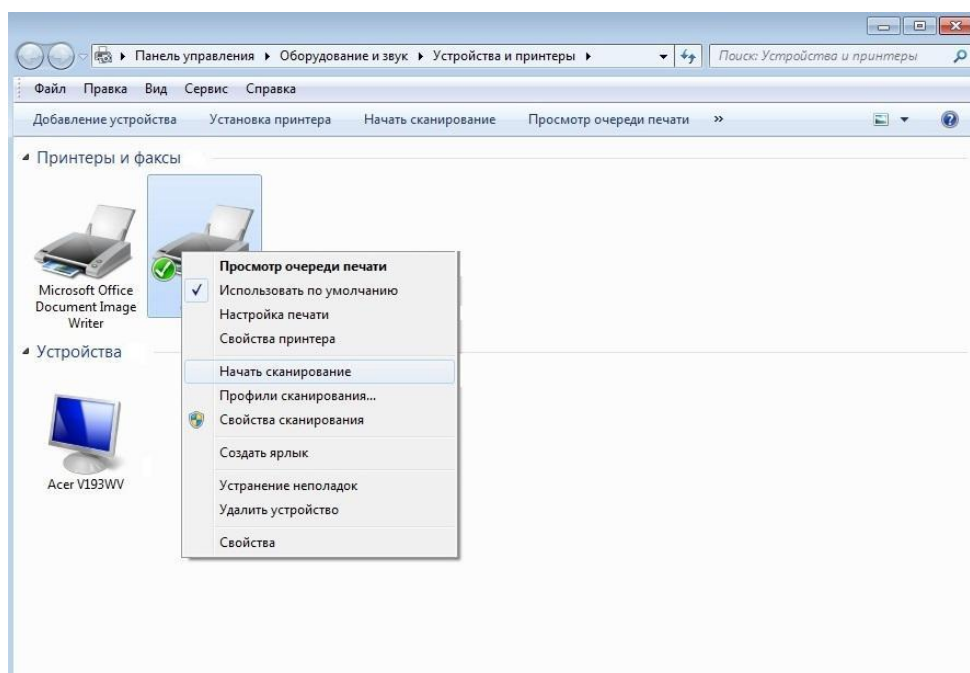 Панель управления ▸ Оборудование и звук ▸ Устройства и принтеры ▸
Поиск: Устройства и принтеры
Файл Правка Вид Сервис Справка
Добавление устройства Установка принтера Начать сканирование Просмотр очереди печати »
Принтеры и факсы
Microsoft Office
Document Image
Writer
Просмотр очереди печати
Использовать по умолчанию
Настройка печати
Свойства принтера
Начать сканирование
Профили сканирования...
Свойства сканирования
Создать ярлык
Устранение неполадок
Удалить устройство
Свойства
Устройства
Acer V193WV